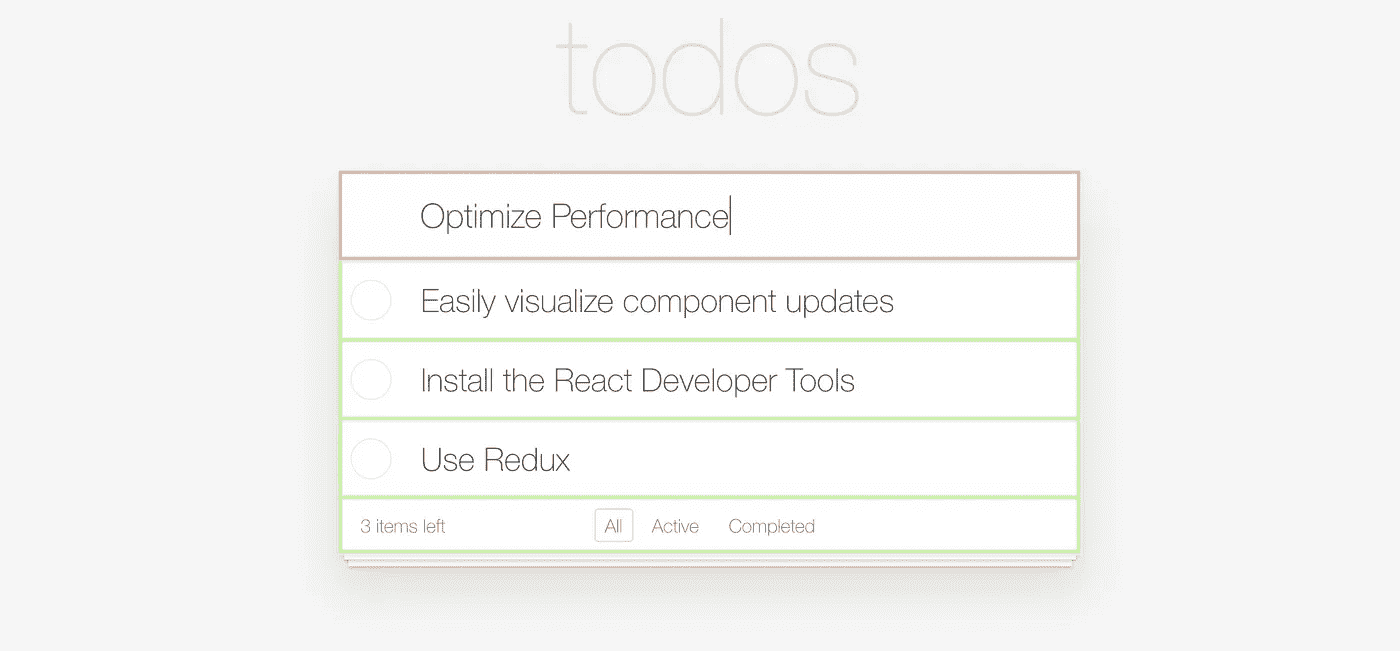 todos
Optimize Performance
Easily visualize component updates
Install the React Developer Tools
Use Redux
3 items left All Active Completed